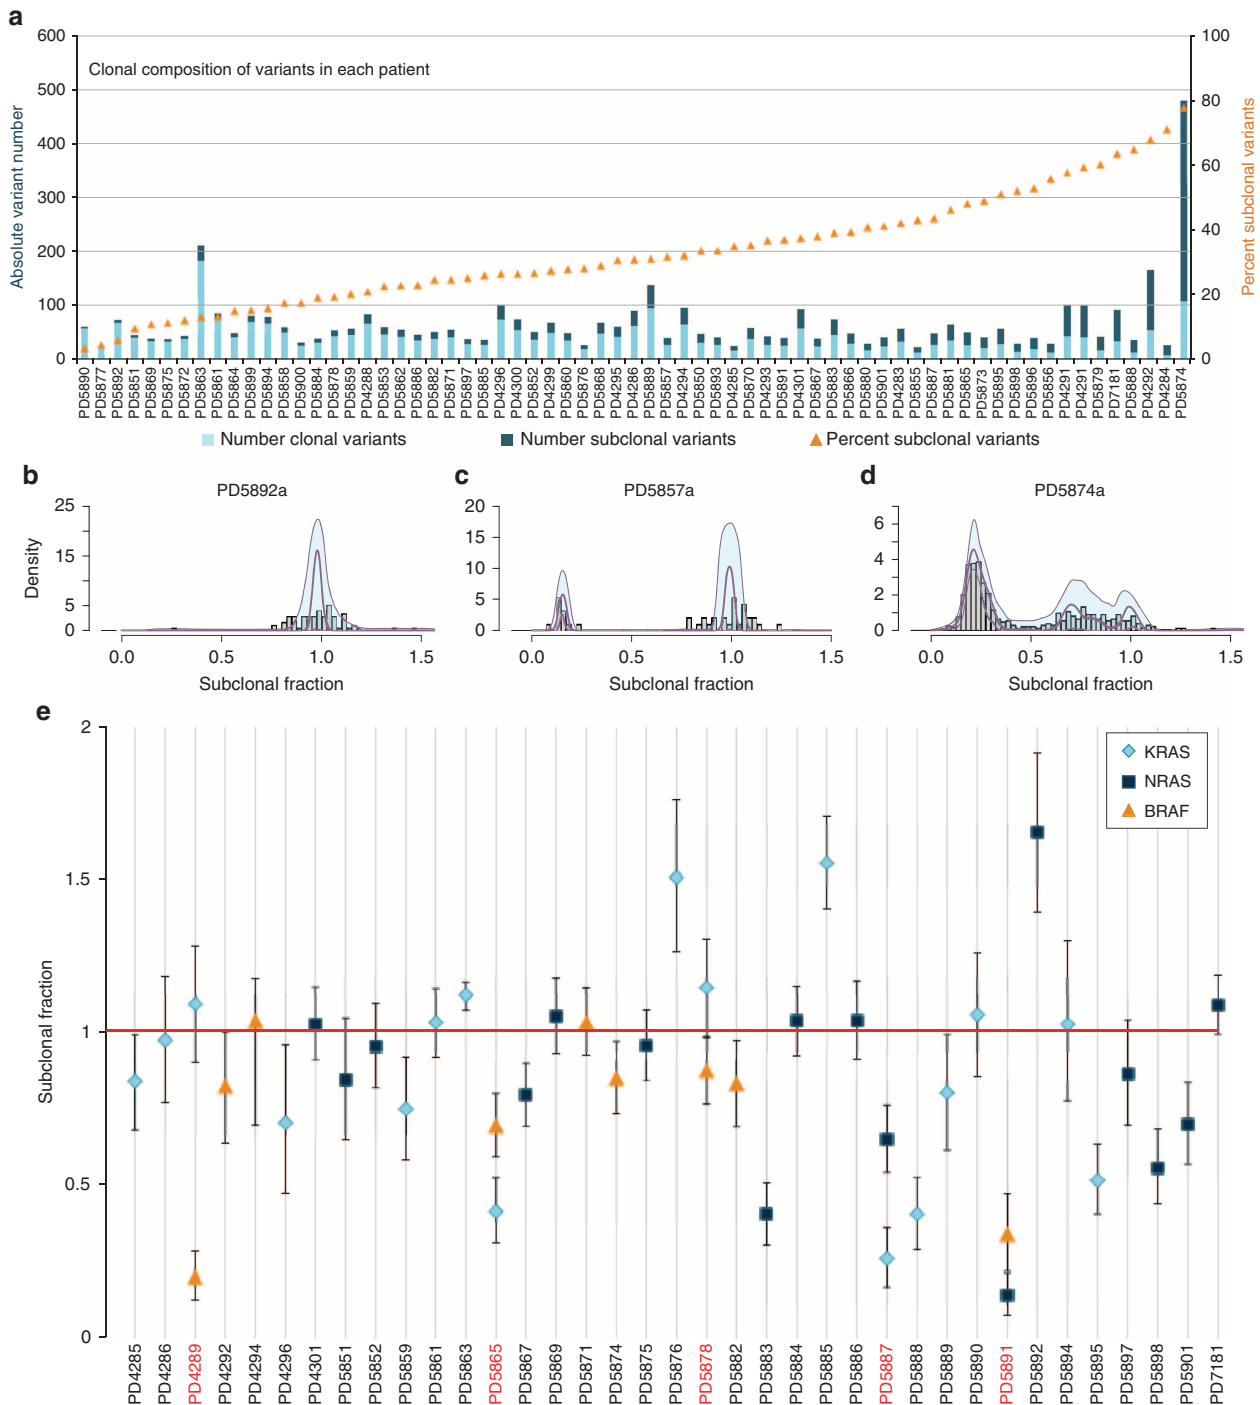 a
600
500
400
300
200
100
0
100
80
60
40
20
0
Absolute variant number
Percent subclonal variants
Clonal composition of variants in each patient
PD5890 PD5877 PD5892 PD5851 PD5869 PD5875 PD5872 PD5863 PD5861 PD5864 PD5899 PD5894 PD5858 PD5900 PD5884 PD5878 PD5859 PD4288 PD5853 PD5862 PD5886 PD5882 PD5871 PD5897 PD5885 PD4296 PD4300 PD5852 PD4299 PD5860 PD5876 PD5868 PD4295 PD4286 PD5889 PD5857 PD4294 PD5850 PD5893 PD4285 PD5870 PD4293 PD5891 PD4301 PD5867 PD5883 PD5866 PD5880 PD5901 PD4283 PD5855 PD5887 PD5881 PD5865 PD5873 PD5895 PD5898 PD5896 PD5856 PD4291 PD4291 PD5879 PD7181 PD5888 PD4292 PD4284 PD5874
Number clonal variants
Number subclonal variants
Percent subclonal variants
b
PD5892a
Density
25
15
5
0
0.0 0.5 1.0 1.5
Subclonal fraction
c
PD5857a
20
15
10
5
0
0.0 0.5 1.0 1.5
Subclonal fraction
d
PD5874a
6
4
2
0
0.0 0.5 1.0 1.5
Subclonal fraction
e
Subclonal fraction
2
1.5
1
0.5
0
KRAS
NRAS
BRAF
PD4285 PD4286 PD4289 PD4292 PD4294 PD4296 PD4301 PD5851 PD5852 PD5859 PD5861 PD5863 PD5865 PD5867 PD5869 PD5871 PD5874 PD5875 PD5876 PD5878 PD5882 PD5883 PD5884 PD5885 PD5886 PD5887 PD5888 PD5889 PD5890 PD5891 PD5892 PD5894 PD5895 PD5897 PD5898 PD5901 PD7181